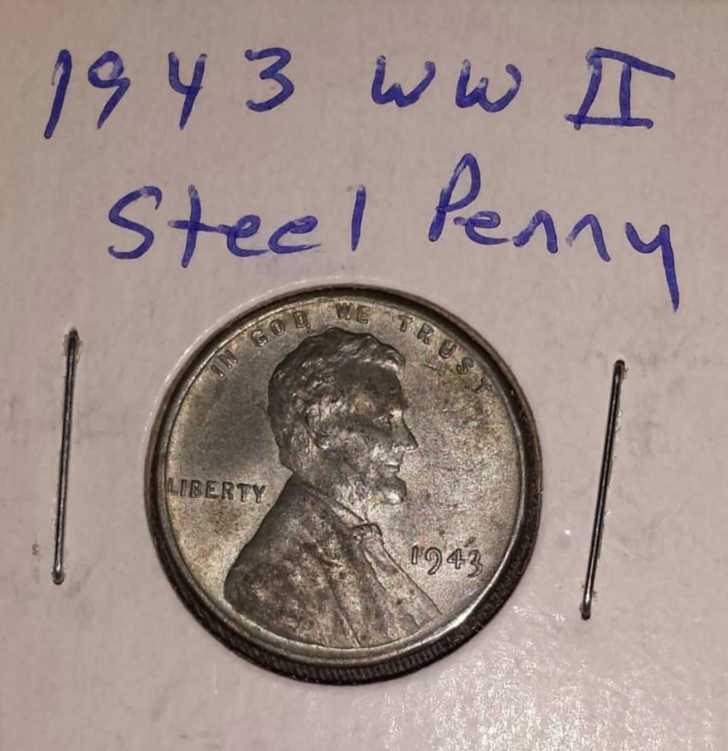 1943 WW II
Steel Penny
IN GOD WE TRUST
LIBERTY
1943